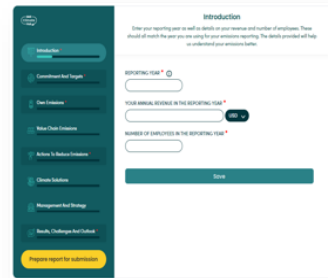 Introduction
Commitment And Targets *
Own Emissions
Value Chain Emissions
Actions To Reduce Emissions *
Climate Solutions
Management And Strategy
Results, Challenges And Outlook
Prepare report for submission
Introduction
Enter your reporting year as well as details on your revenue and number of employees. These
should all match the year you are using for your emissions reporting. The details provided will help
us understand your emissions better.
REPORTING YEAR *
YOUR ANNUAL REVENUE IN THE REPORTING YEAR *
USD
NUMBER OF EMPLOYEES IN THE REPORTING YEAR *
Save